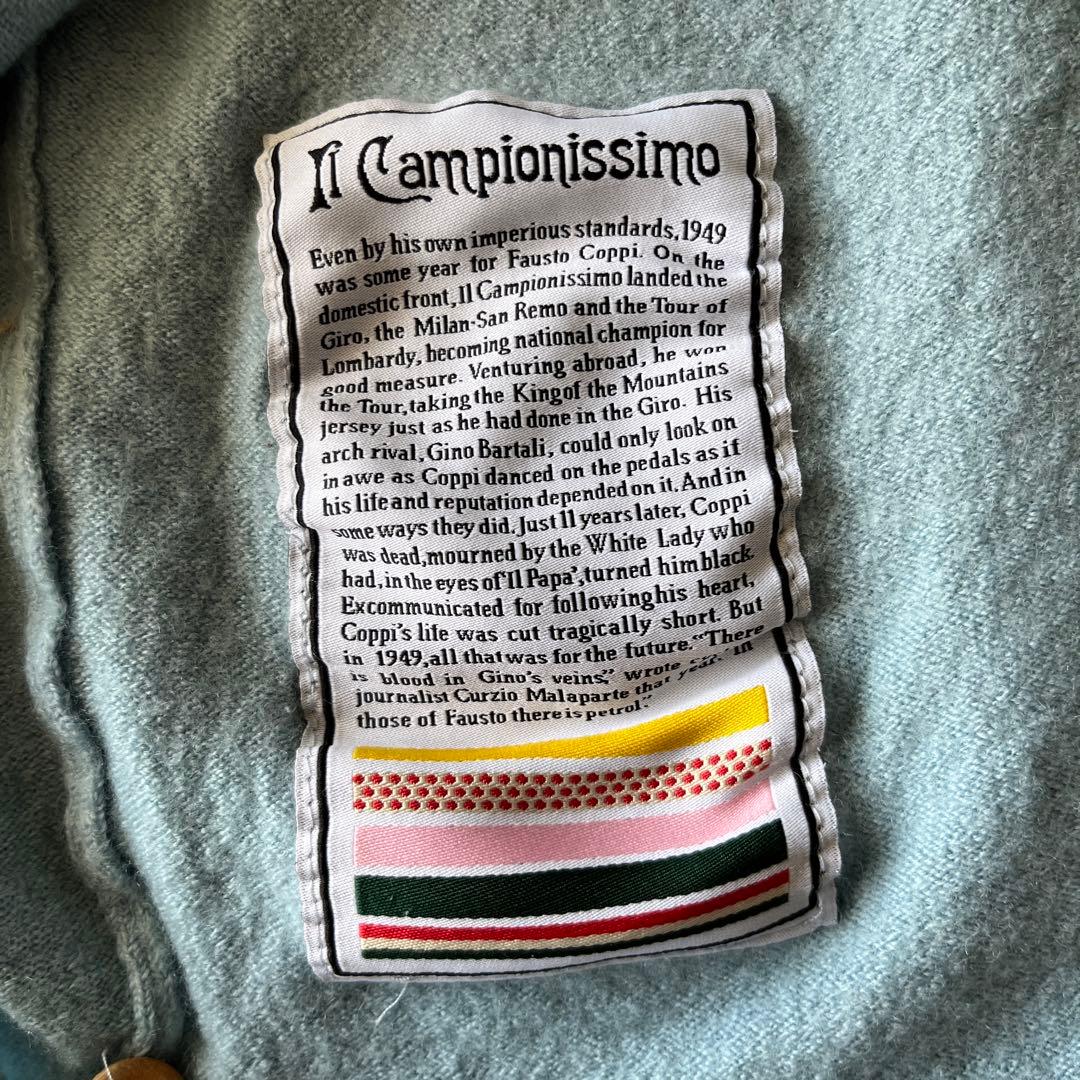 Il Campionissimo
Even by his own imperious standards, 1949
was some year for Fausto Coppi. On the
domestic front, Il Campionissimo landed the
Giro, the Milan-San Remo and the Tour of
Lombardy, becoming national champion for
good measure. Venturing abroad, he won
the Tour, taking the King of the Mountains
jersey just as he had done in the Giro. His
arch rival, Gino Bartali, could only look on
in awe as Coppi danced on the pedals as if
his life and reputation depended on it. And in
some ways they did. Just 11 years later, Coppi
was dead, mourned by the White Lady who
had, in the eyes of 'Il Papa', turned him black.
Excommunicated for following his heart,
Coppi's life was cut tragically short. But
in 1949, all that was for the future. "There
is blood in Gino's veins," wrote
journalist Curzio Malaparte that year. "In
those of Fausto there is petrol."